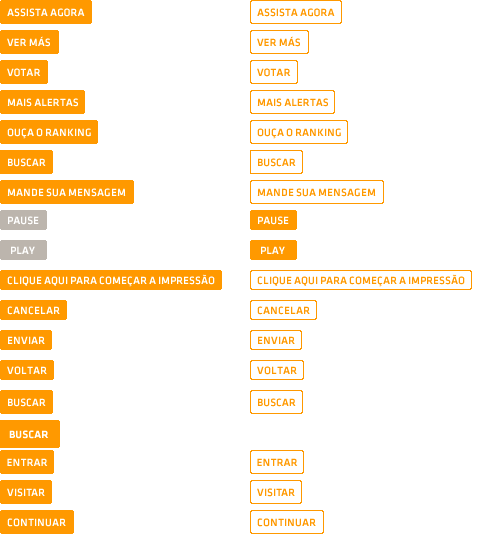 ASSISTA AGORA ASSISTA AGORA
VER MÁS VER MÁS
VOTAR VOTAR
MAIS ALERTAS MAIS ALERTAS
OUÇA O RANKING OUÇA O RANKING
BUSCAR BUSCAR
MANDE SUA MENSAGEM MANDE SUA MENSAGEM
PAUSE PAUSE
PLAY PLAY
CLIQUE AQUI PARA COMEÇAR A IMPRESSÃO CLIQUE AQUI PARA COMEÇAR A IMPRESSÃO
CANCELAR CANCELAR
ENVIAR ENVIAR
VOLTAR VOLTAR
BUSCAR BUSCAR
BUSCAR
ENTRAR ENTRAR
VISITAR VISITAR
CONTINUAR CONTINUAR